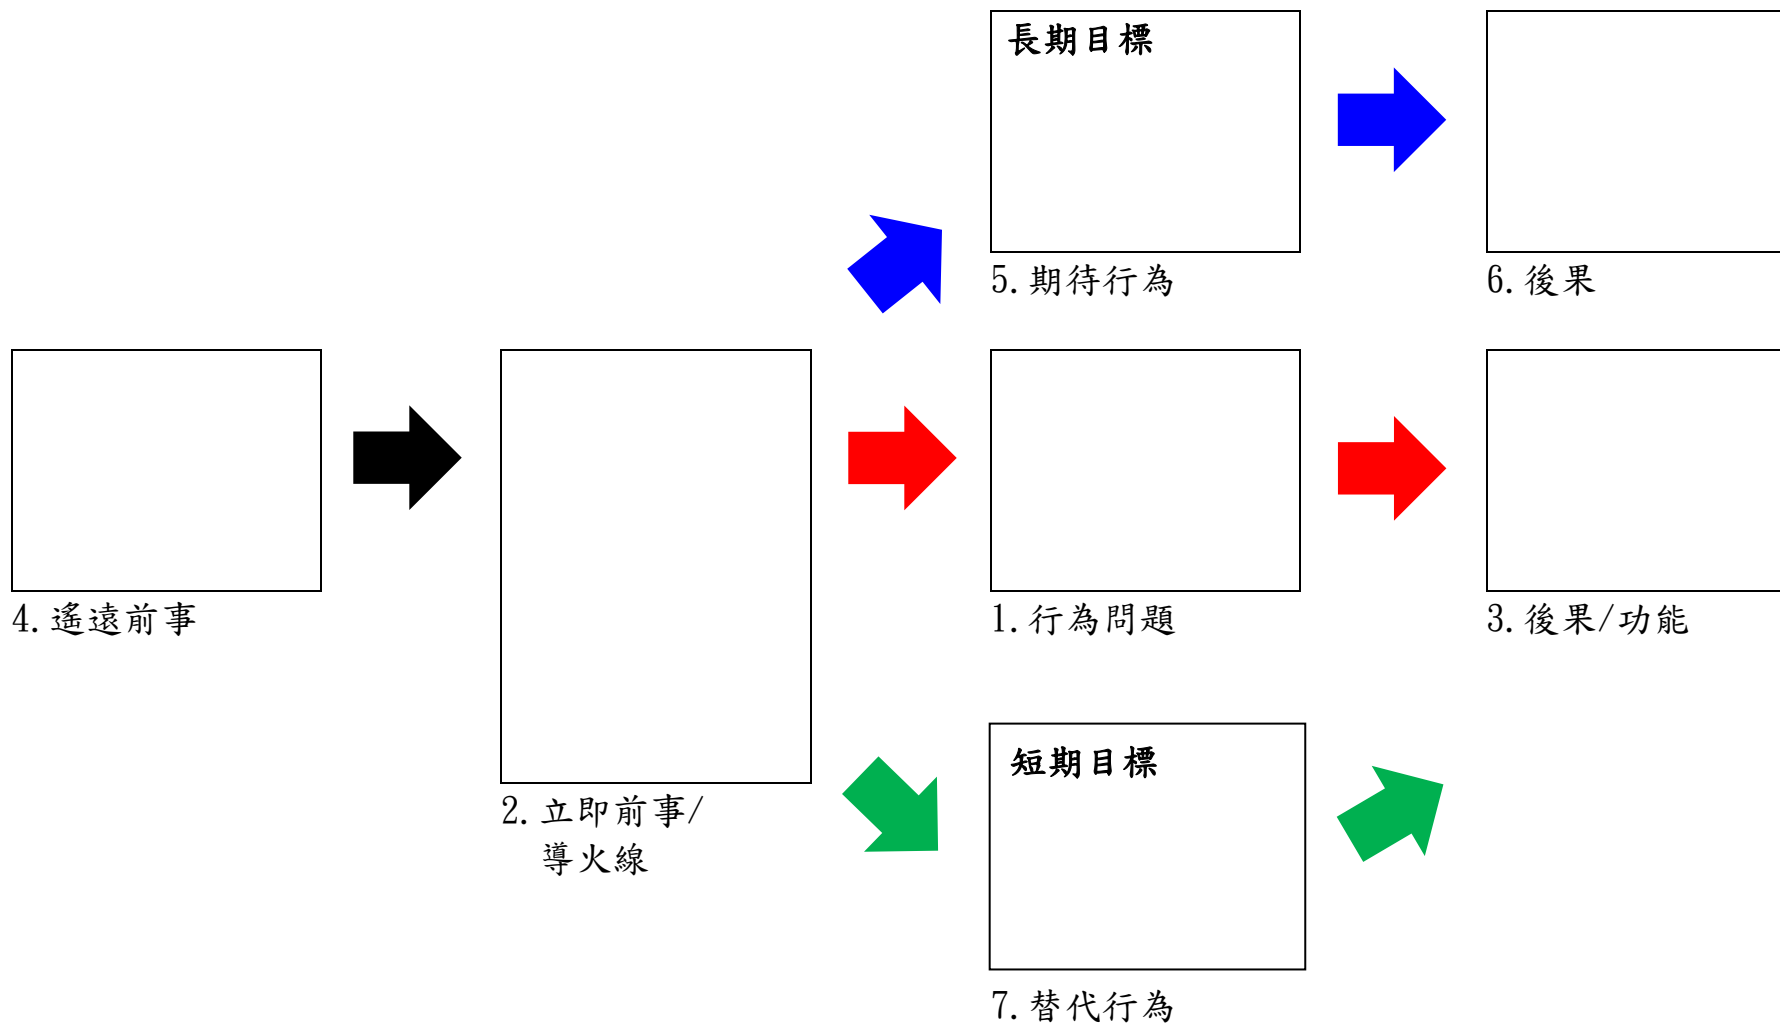 長期目標
5.期待行為
6.後果
4.遙遠前事
1.行為問題
3.後果/功能
2.立即前事/
導火線
短期目標
7.替代行為